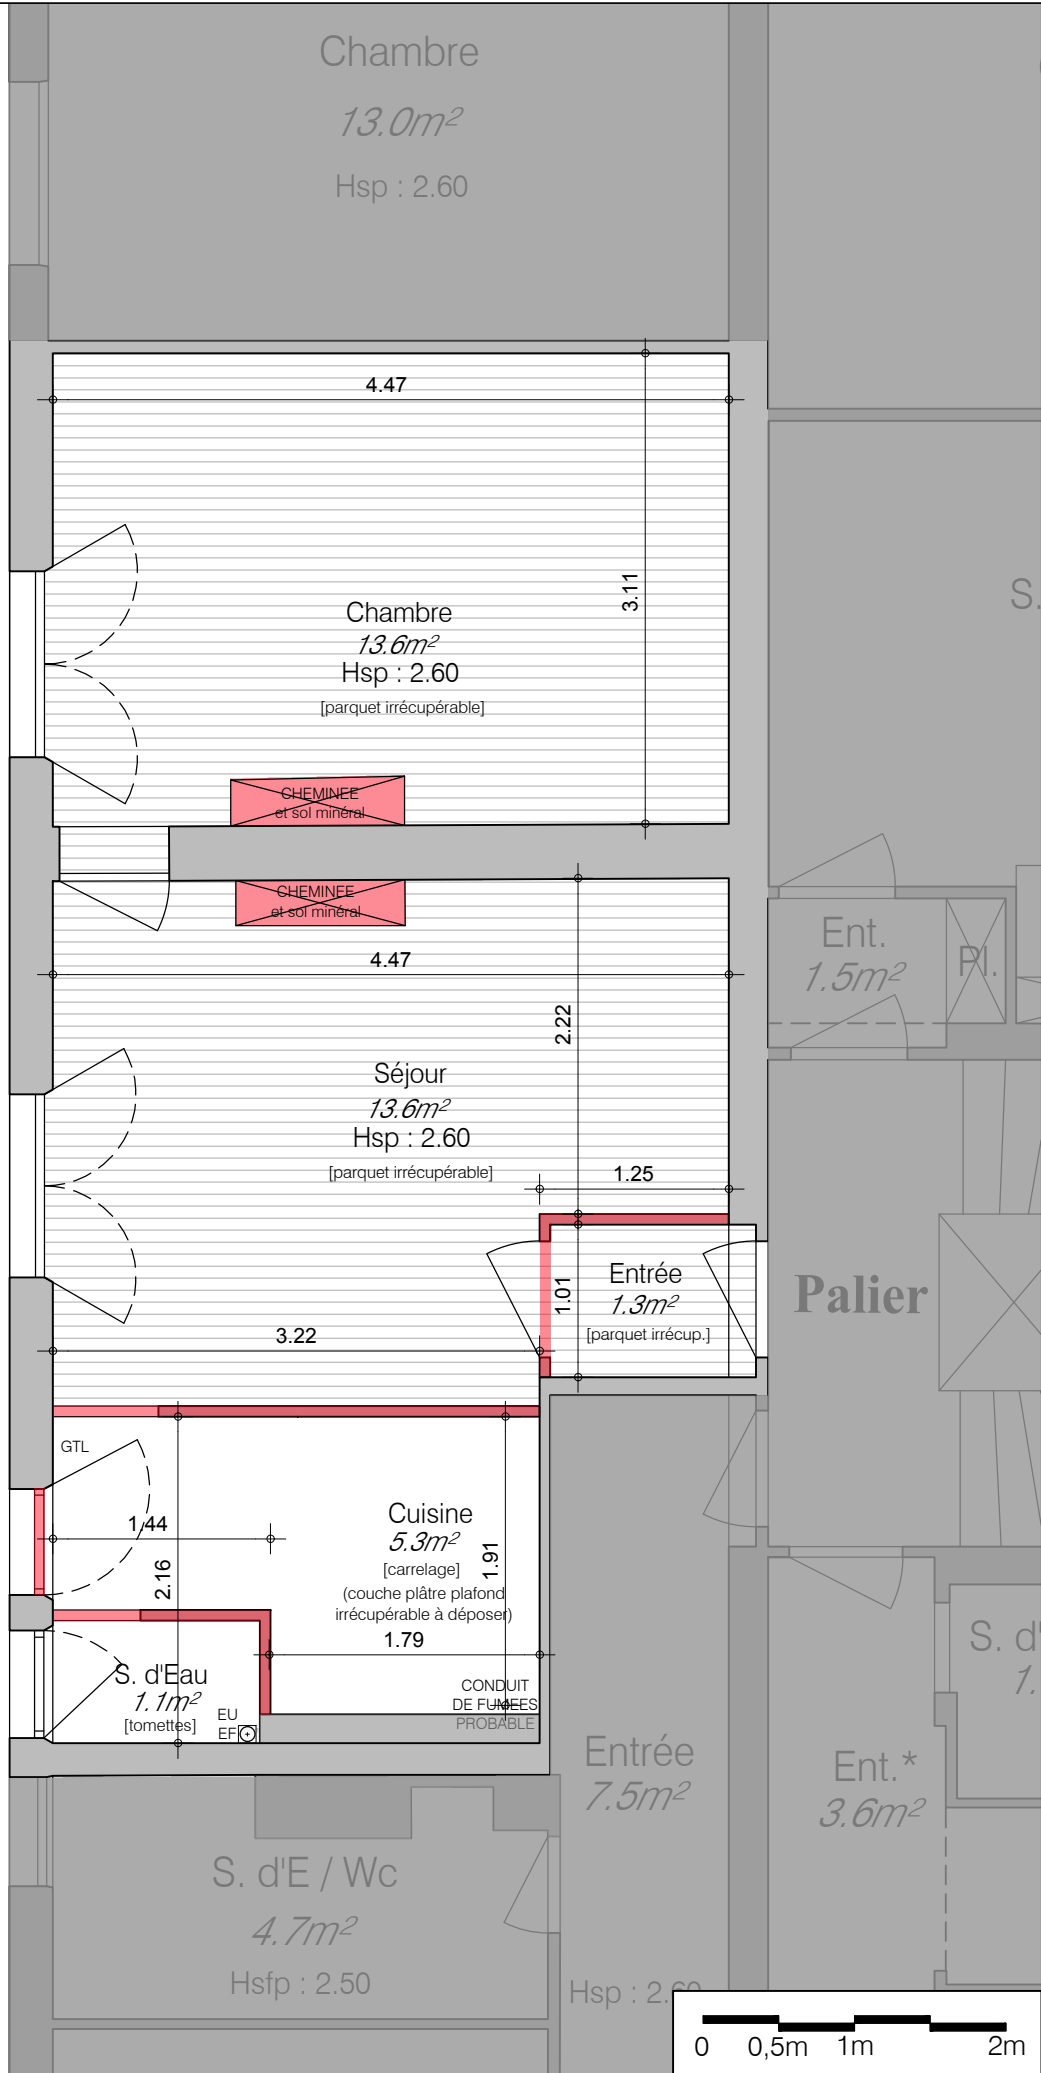 Chambre
13.0m²
Hsp : 2.60
4.47
3.11
Chambre
13.6m²
Hsp : 2.60
[parquet irrécupérable]
S.
CHEMINEE
et sol minéral
CHEMINEE
et sol minéral
Ent.
1.5m²
Pl.
4.47
2.22
Séjour
13.6m²
Hsp : 2.60
[parquet irrécupérable]
1.25
Entrée
1.3m²
[parquet irrécup.]
1.01
Palier
3.22
GTL
1.44
2.16
Cuisine
5.3m²
[carrelage]
(couche plâtre plafond
irrécupérable à déposer)
1.91
1.79
S. d'Eau
1.1m²
[tomettes]
EU
EF
CONDUIT
DE FUMEES
PROBABLE
S. d'
1.
Entrée
7.5m²
Ent.*
3.6m²
S. d'E / Wc
4.7m²
Hsfp : 2.50
Hsp : 2.60
0 0,5m 1m 2m